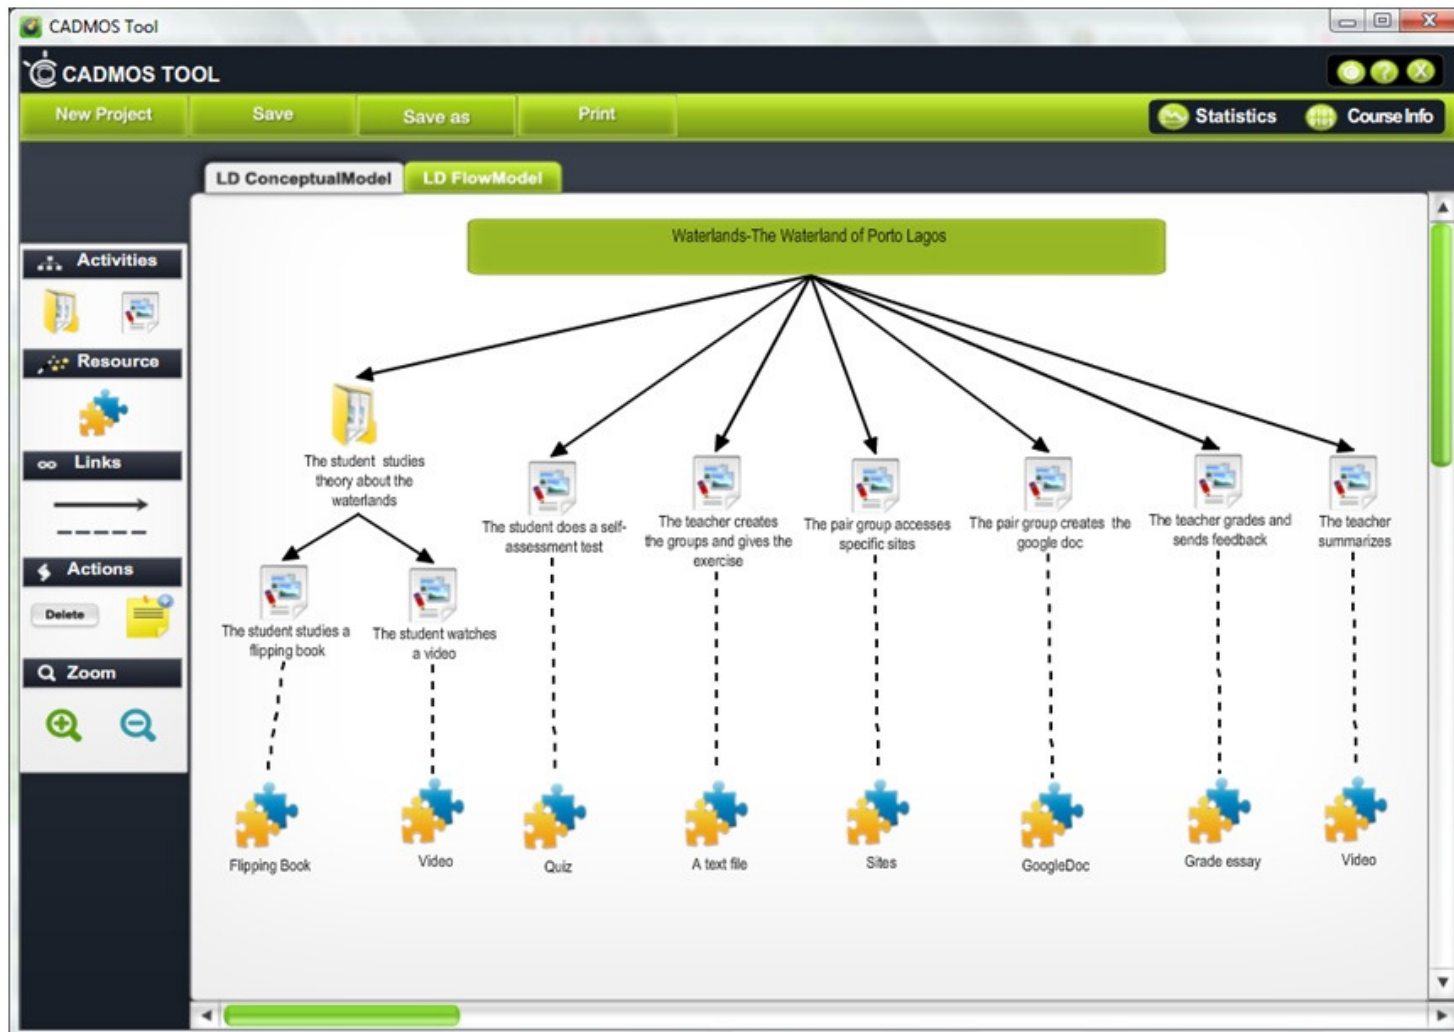 CADMOS Tool
CADMOS TOOL
New Project
Save
Save as
Print
Statistics
Course Info
LD ConceptualModel
LD FlowModel
Activities
Resource
Links
Actions
Delete
Zoom
Waterlands-The Waterland of Porto Lagos
The student studies
theory about the
waterlands
The student does a self-
assessment test
The teacher creates
the groups and gives the
exercise
The pair group accesses
specific sites
The pair group creates the
google doc
The teacher grades and
sends feedback
The teacher
summarizes
The student studies a
flipping book
The student watches
a video
Flipping Book
Video
Quiz
A text file
Sites
GoogleDoc
Grade essay
Video